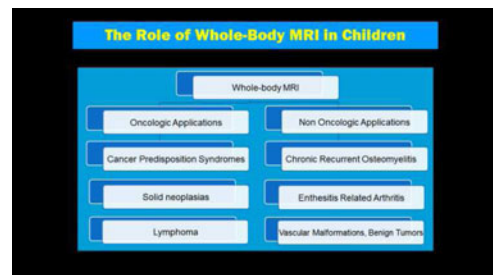 The Role of Whole-Body MRI in Children
Whole-body MRI
Oncologic Applications
Non Oncologic Applications
Cancer Predisposition Syndromes
Chronic Recurrent Osteomyelitis
Solid neoplasias
Enthesitis Related Arthritis
Lymphoma
Vascular Malformations, Benign Tumors